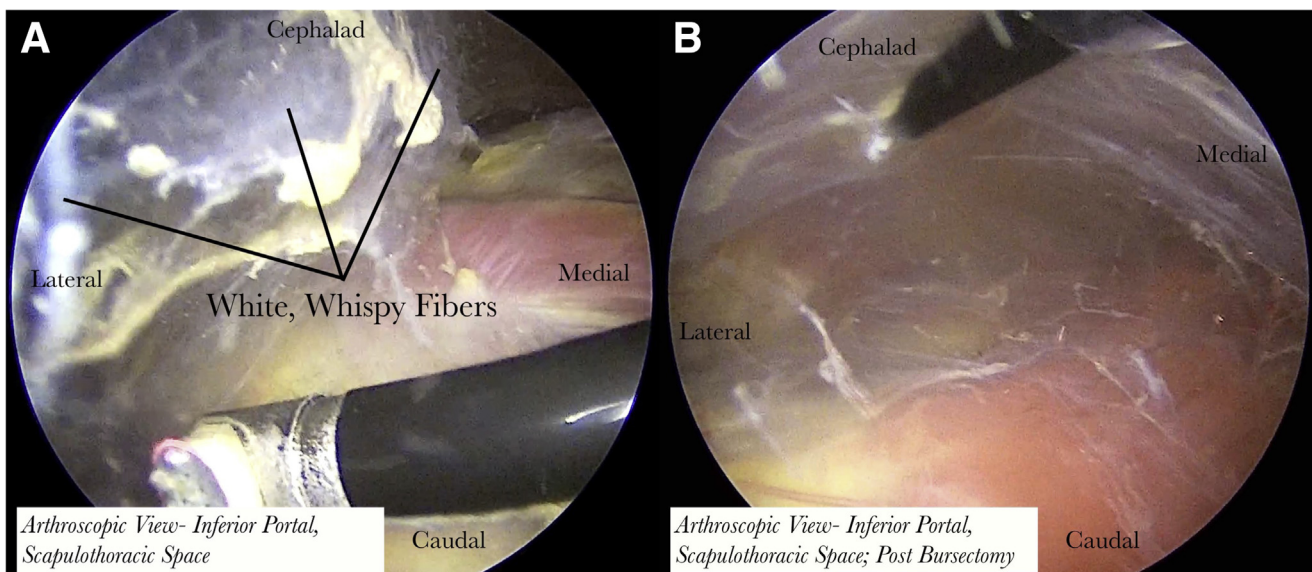 A
Cephalad
Lateral
Medial
White, Whispy Fibers
Caudal
Arthroscopic View- Inferior Portal,
Scapulothoracic Space
B
Cephalad
Medial
Lateral
Caudal
Arthroscopic View- Inferior Portal,
Scapulothoracic Space; Post Bursectomy